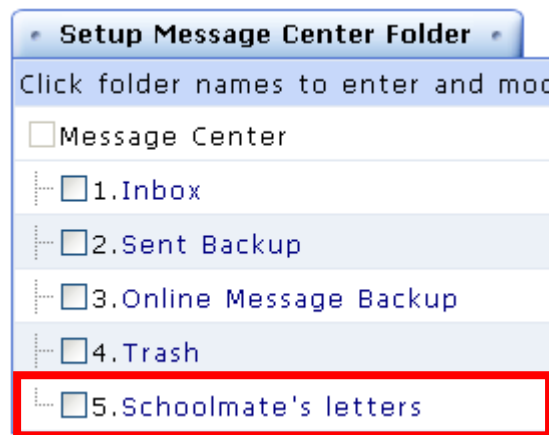 Setup Message Center Folder
Click folder names to enter and
Message Center
1.Inbox
2.Sent Backup
3.Online Message Backup
4.Trash
5.Schoolmate's letters